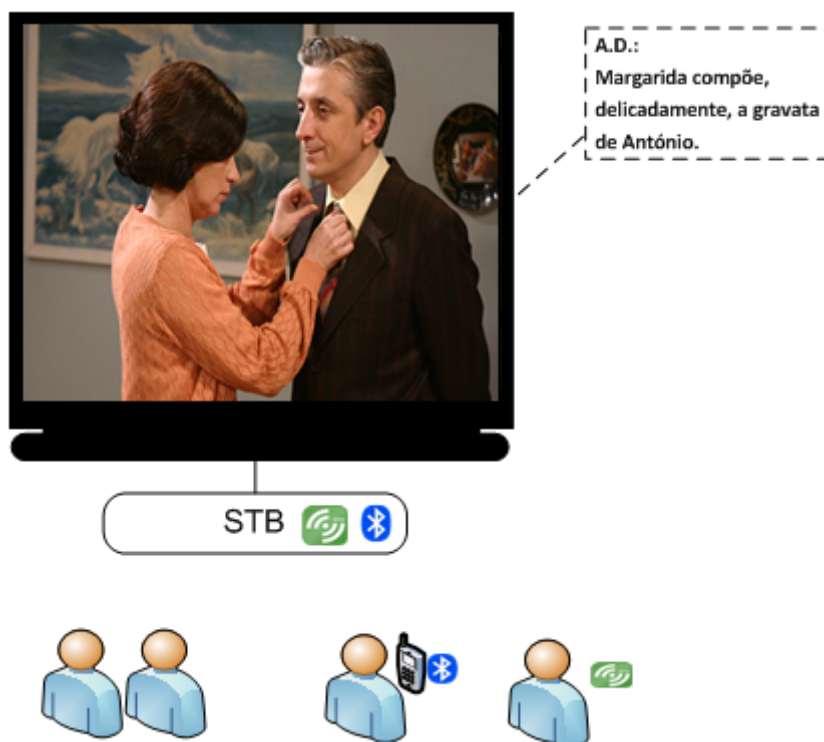 A.D.:
Margarida compõe,
delicadamente, a gravata
de António.
STB